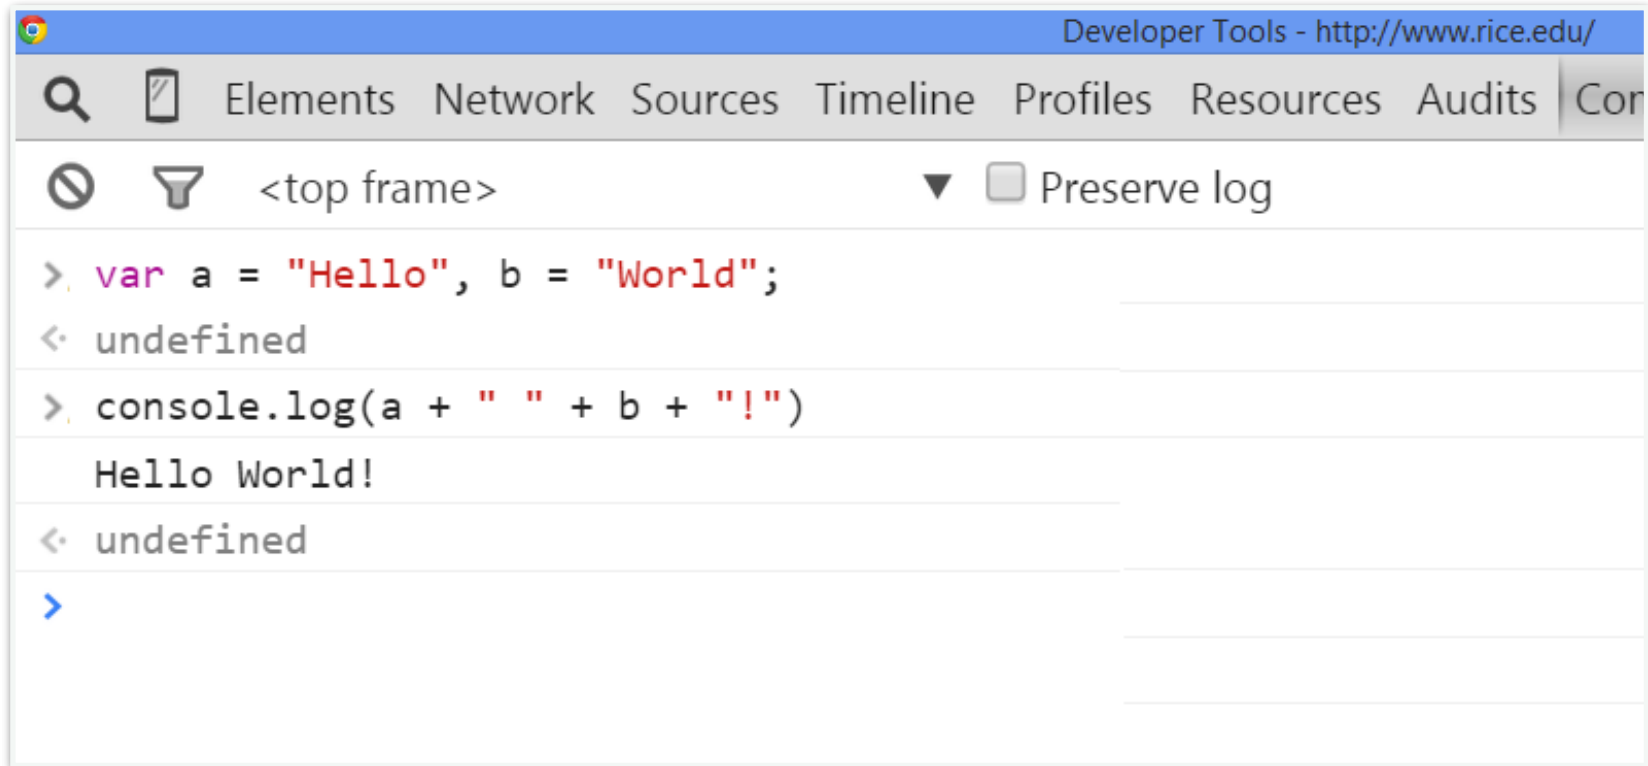 Developer Tools - http://www.rice.edu/
Elements Network Sources Timeline Profiles Resources Audits
<top frame> ▼ Preserve log
> var a = "Hello", b = "World";
<· undefined
> console.log(a + " " + b + "!")
Hello World!
<· undefined
>